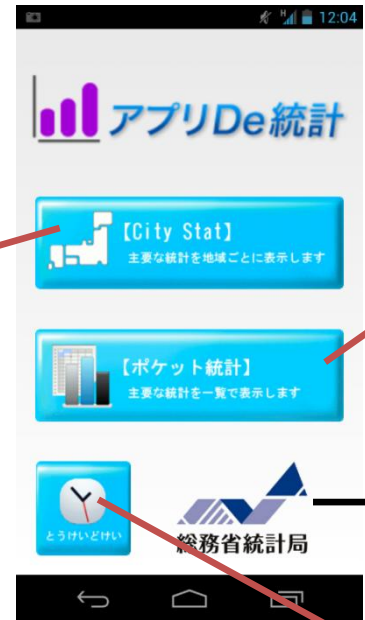 H 12:04
アプリDe統計
【City Stat】
主要な統計を地域ごとに表示します
【ポケット統計】
主要な統計を一覧で表示します
とうけいどけい
総務省統計局